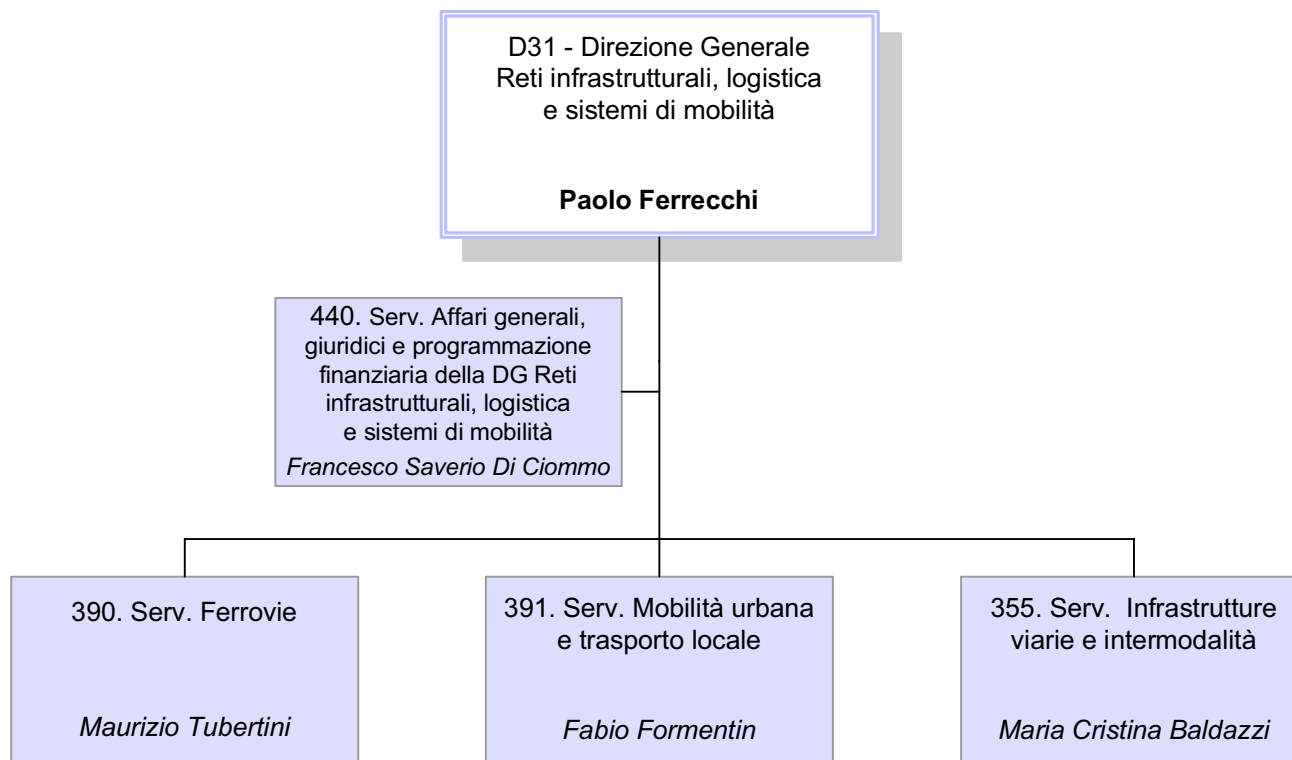 D31 - Direzione Generale
Reti infrastrutturali, logistica
e sistemi di mobilità
Paolo Ferrecchi
440. Serv. Affari generali,
giuridici e programmazione
finanziaria della DG Reti
infrastrutturali, logistica
e sistemi di mobilità
Francesco Saverio Di Ciommo
390. Serv. Ferrovie
Maurizio Tubertini
391. Serv. Mobilità urbana
e trasporto locale
Fabio Formentin
355. Serv.  Infrastrutture
viarie e intermodalità
Maria Cristina Baldazzi